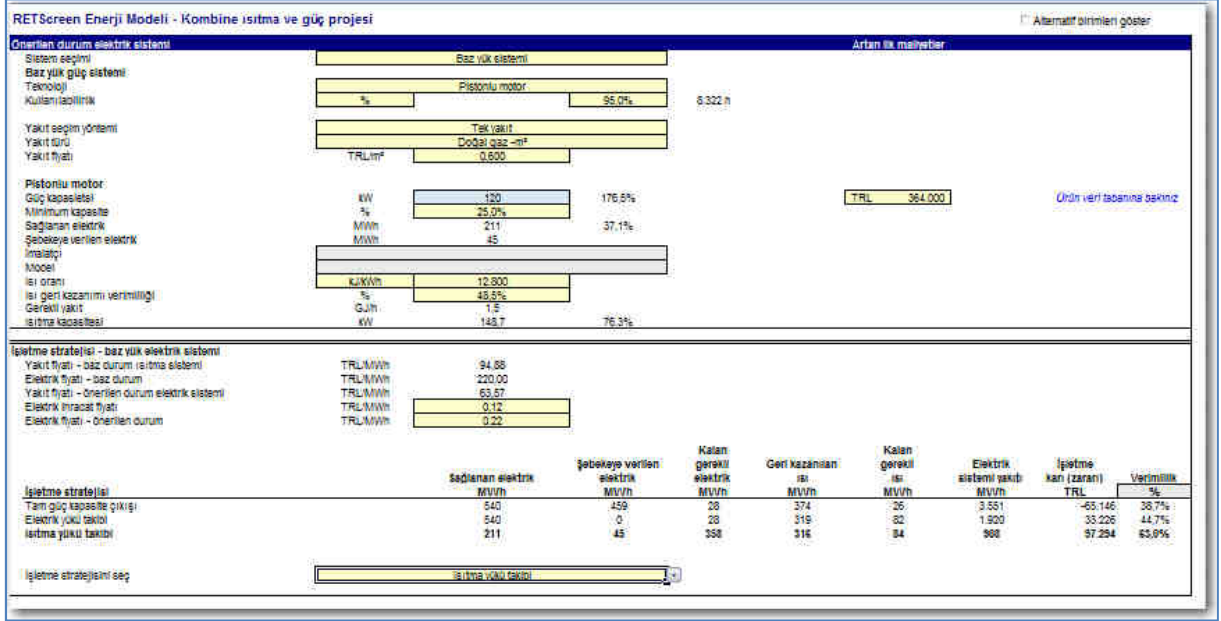 RETScreen Enerji Modeli - Kombine ısıtma ve güç projesi
Alternatif birimleri göster
Önerilen durum elektrik sistemi Artan ilk maliyetler
Sistem seçimi Baz yük sistemi
Baz yük güç sistemi
Teknoloji Pistonlu motor
Kullanılabilirlik % 95,0% 8.322 h
Yakıt seçim yöntemi Tek yakıt
Yakıt türü Doğal gaz -m³
Yakıt fiyatı TRL/m³ 0,600
Pistonlu motor
Güç kapasitesi kW 120 176,5% TRL 364.000 Ürün veri tabanına bakınız
Minimum kapasite % 25,0%
Sağlanan elektrik MWh 211 37,1%
Şebekeye verilen elektrik MWh 45
İmalatçı
Model
Isı oranı kJ/kWh 12.800
Isı geri kazanımı verimliliği % 48,5%
Gerekli yakıt GJ/h 1,5
Isıtma kapasitesi kW 148,7 76,3%
İşletme stratejisi - baz yük elektrik sistemi
Yakıt fiyatı - baz durum ısıtma sistemi TRL/MWh 94,88
Elektrik fiyatı - baz durum TRL/MWh 220,00
Yakıt fiyatı - önerilen durum elektrik sistemi TRL/MWh 63,57
Elektrik ihracat fiyatı TRL/MWh 0,12
Elektrik fiyatı - önerilen durum TRL/MWh 0,22
İşletme stratejisi Sağlanan elektrik MWh Şebekeye verilen elektrik MWh Kalan gerekli elektrik MWh Geri kazanılan ısı MWh Kalan gerekli ısı MWh Elektrik sistemi yakıtı MWh İşletme karı (zararı) TRL Verimlilik %
Tam güç kapasite çıkışı 540 459 28 374 26 3.551 -65.146 38,7%
Elektrik yükü takibi 540 0 28 319 82 1.920 33.226 44,7%
Isıtma yükü takibi 211 45 358 316 84 908 97.294 63,0%
İşletme stratejisini seç Isıtma yükü takibi